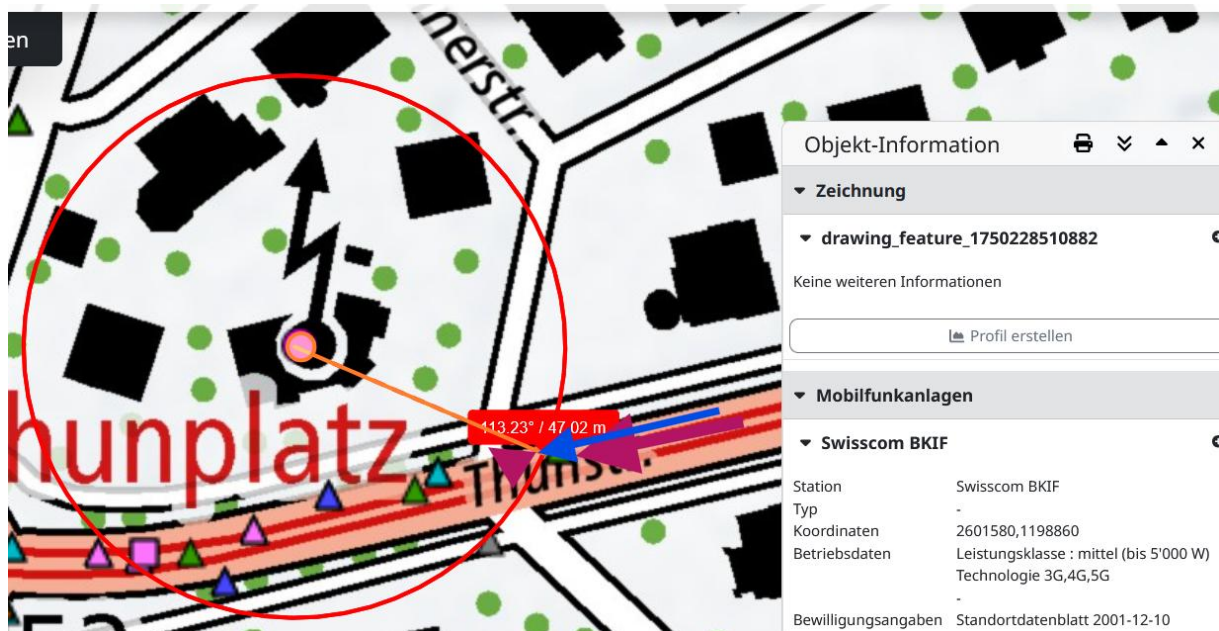 en
nerstr.
hunplatz
113.23° / 47.02 m
Thunstr.
Objekt-Information
Zeichnung
drawing_feature_1750228510882
Keine weiteren Informationen
Profil erstellen
Mobilfunkanlagen
Swisscom BKIF
Station Swisscom BKIF
Typ -
Koordinaten 2601580,1198860
Betriebsdaten Leistungsklasse : mittel (bis 5'000 W)
Technologie 3G,4G,5G
-
Bewilligungsangaben Standortdatenblatt 2001-12-10